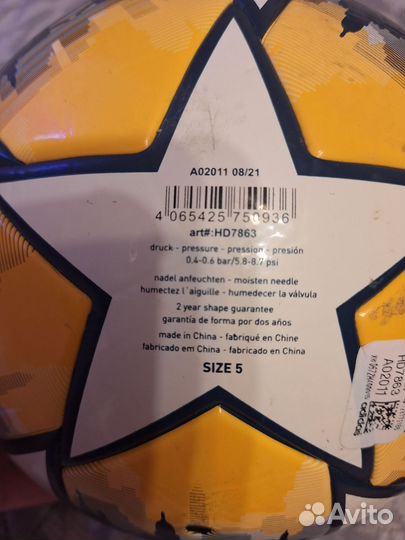 A02011 08/21
4 065425 750936
art#:HD7863
druck - pressure - pression - presión
0.4-0.6 bar/5.8-8.7 psi
nadel anfeuchten - moisten needle
humectez l´aiguille - humedecer la válvula
2 year shape guarantee
garantía de forma por dos años
made in China - fabriqué en Chine
fabricado em China - fabricado en China
SIZE 5
HD7863
A02011
adidas
Avito